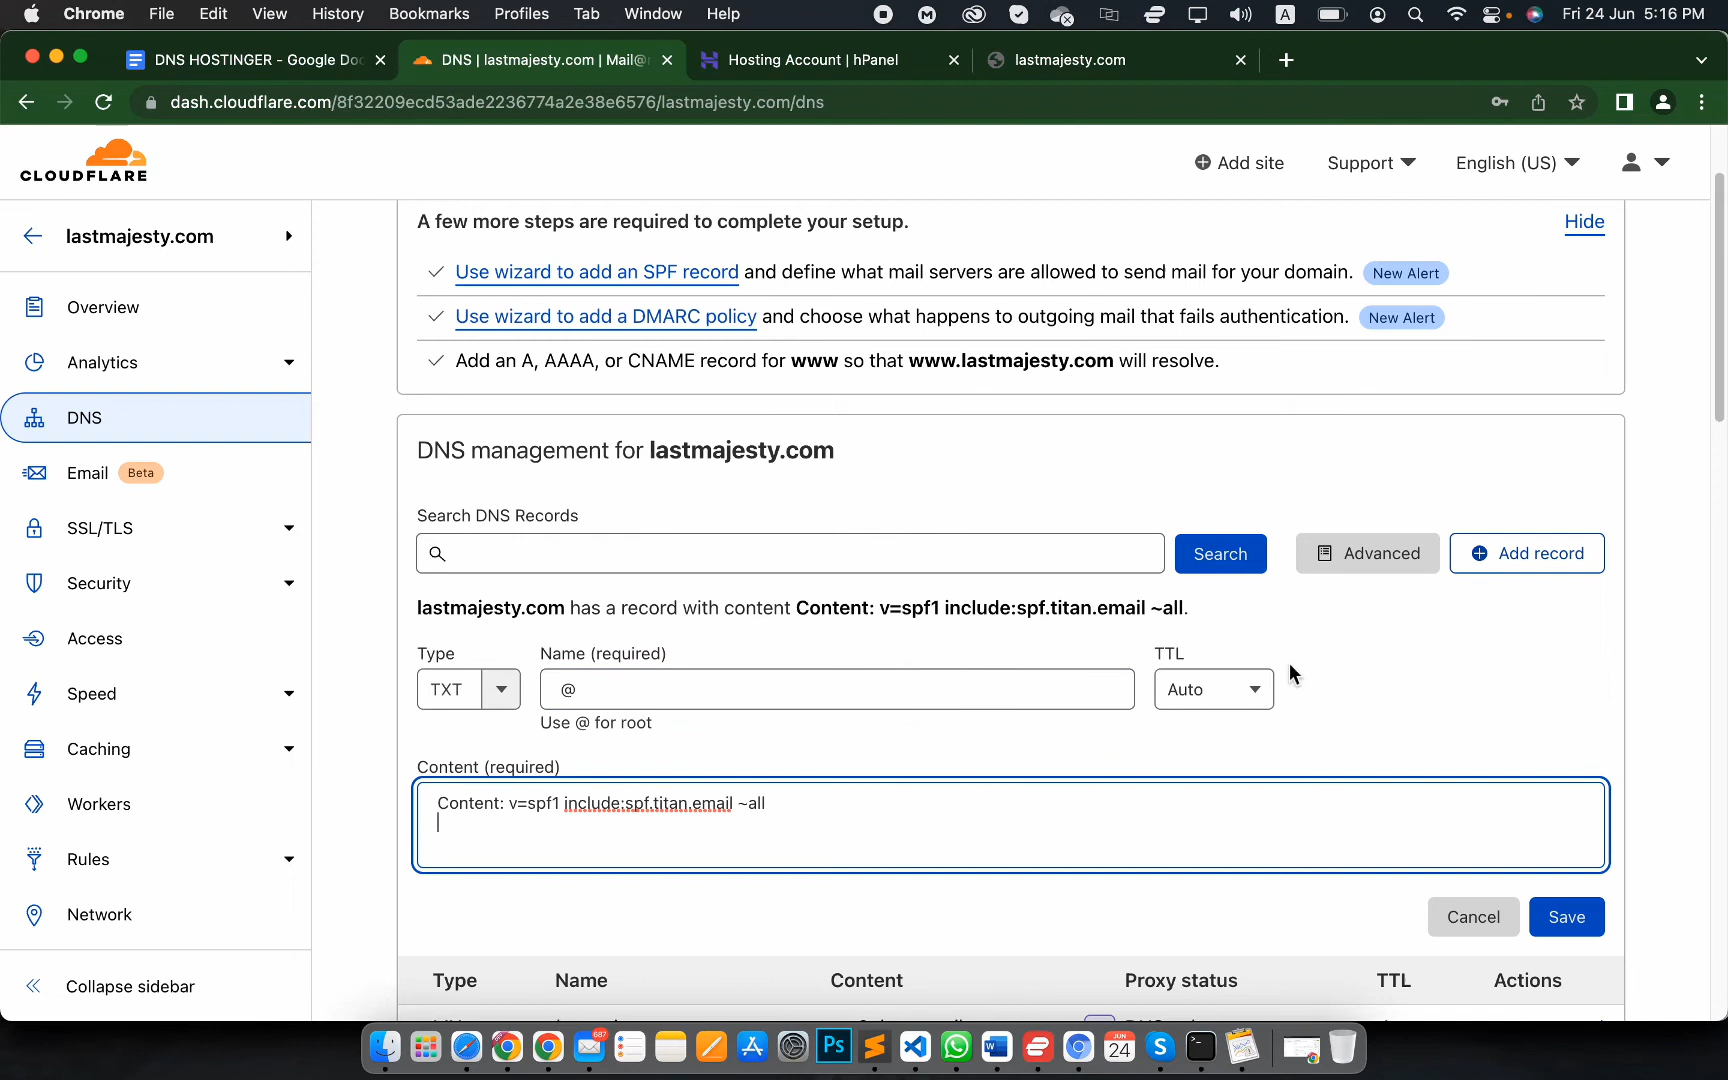 Chrome File Edit View History Bookmarks Profiles Tab Window Help A Fri 24 Jun 5:16 PM
DNS HOSTINGER - Google Do DNS | lastmajesty.com | Mail@ Hosting Account | hPanel lastmajesty.com
dash.cloudflare.com/8f32209ecd53ade2236774a2e38e6576/lastmajesty.com/dns
CLOUDFLARE
Add site Support English (US)
lastmajesty.com
Overview
Analytics
DNS
Email Beta
SSL/TLS
Security
Access
Speed
Caching
Workers
Rules
Network
Collapse sidebar
A few more steps are required to complete your setup. Hide
Use wizard to add an SPF record and define what mail servers are allowed to send mail for your domain. New Alert
Use wizard to add a DMARC policy and choose what happens to outgoing mail that fails authentication. New Alert
Add an A, AAAA, or CNAME record for www so that www.lastmajesty.com will resolve.
DNS management for lastmajesty.com
Search DNS Records
Search Advanced Add record
lastmajesty.com has a record with content Content: v=spf1 include:spf.titan.email ~all.
Type Name (required) TTL
TXT @ Auto
Use @ for root
Content (required)
Content: v=spf1 include:spf.titan.email ~all
Cancel Save
Type Name Content Proxy status TTL Actions
687 Ps JUN 24 S